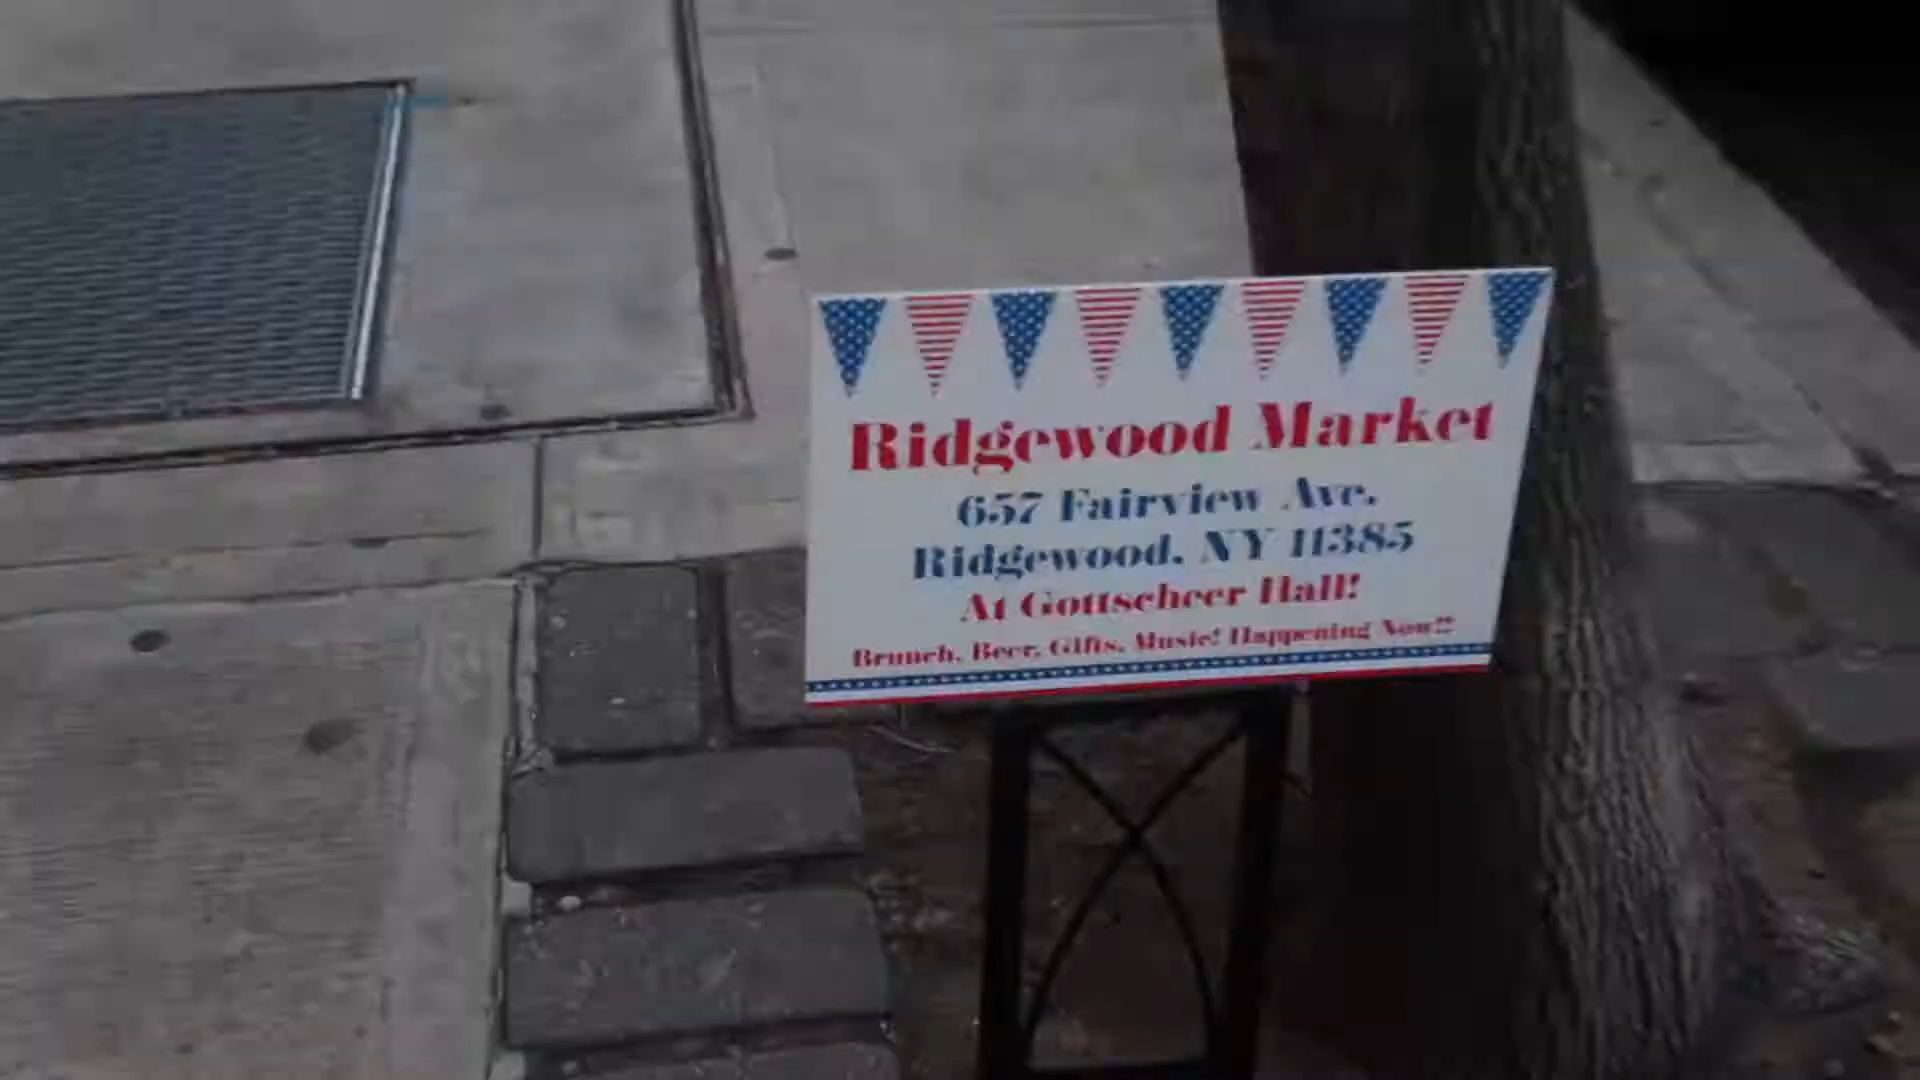 Ridgewood Market
657 Fairview Ave.
Ridgewood, NY 11385
At Gottscheer Hall!
Brunch, Beer, Gifts, Music! Happening Now!!